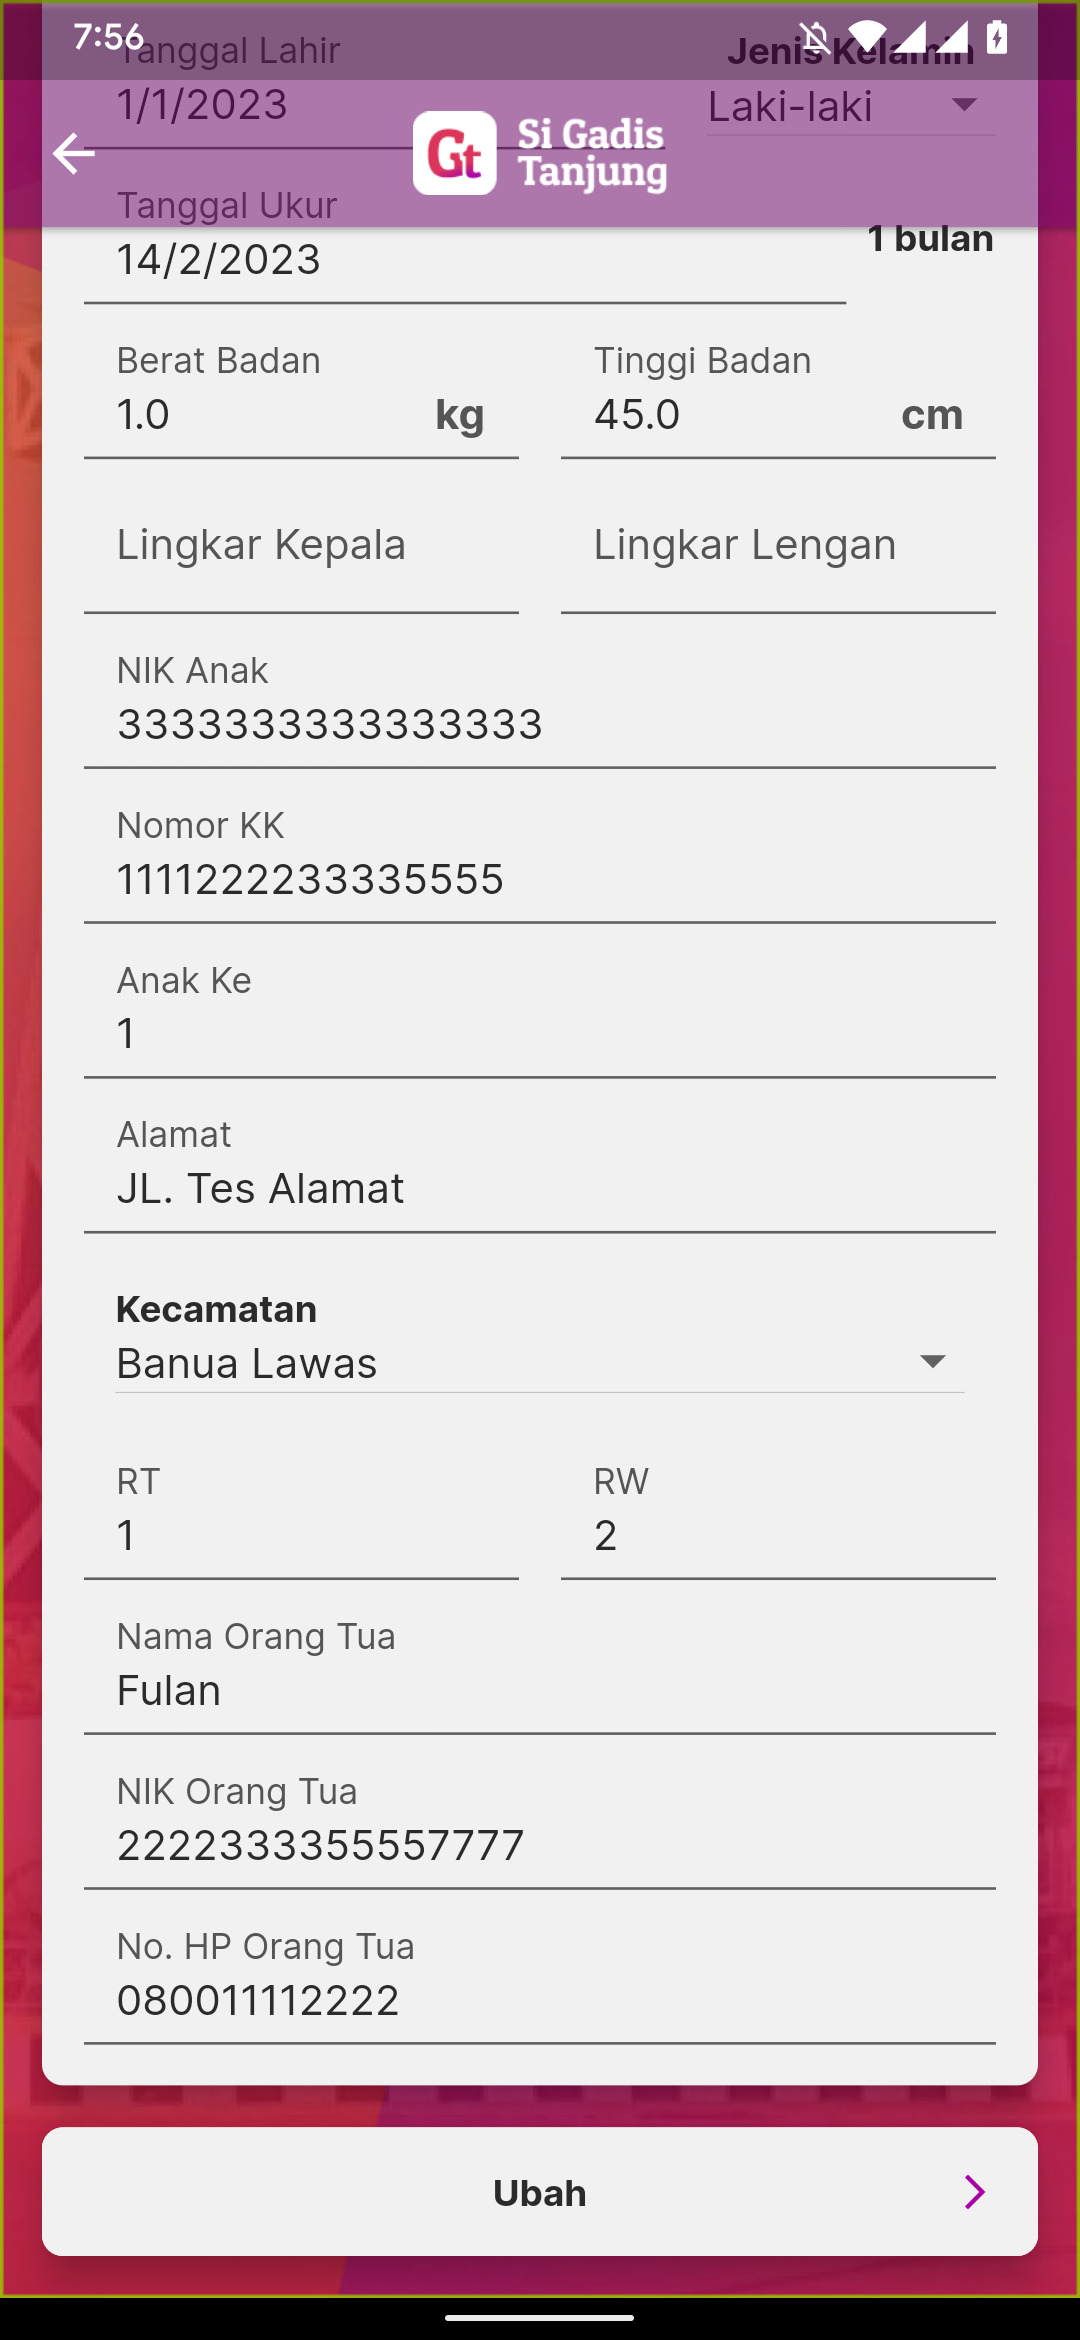 7:56
Tanggal Lahir
Jenis Kelamin
1/1/2023
Laki-laki
Gt
Si Gadis
Tanjung
Tanggal Ukur
14/2/2023
1 bulan
Berat Badan
Tinggi Badan
1.0
kg
45.0
cm
Lingkar Kepala
Lingkar Lengan
NIK Anak
3333333333333333
Nomor KK
1111222233335555
Anak Ke
1
Alamat
JL. Tes Alamat
Kecamatan
Banua Lawas
RT
RW
1
2
Nama Orang Tua
Fulan
NIK Orang Tua
2222333355557777
No. HP Orang Tua
080011112222
Ubah